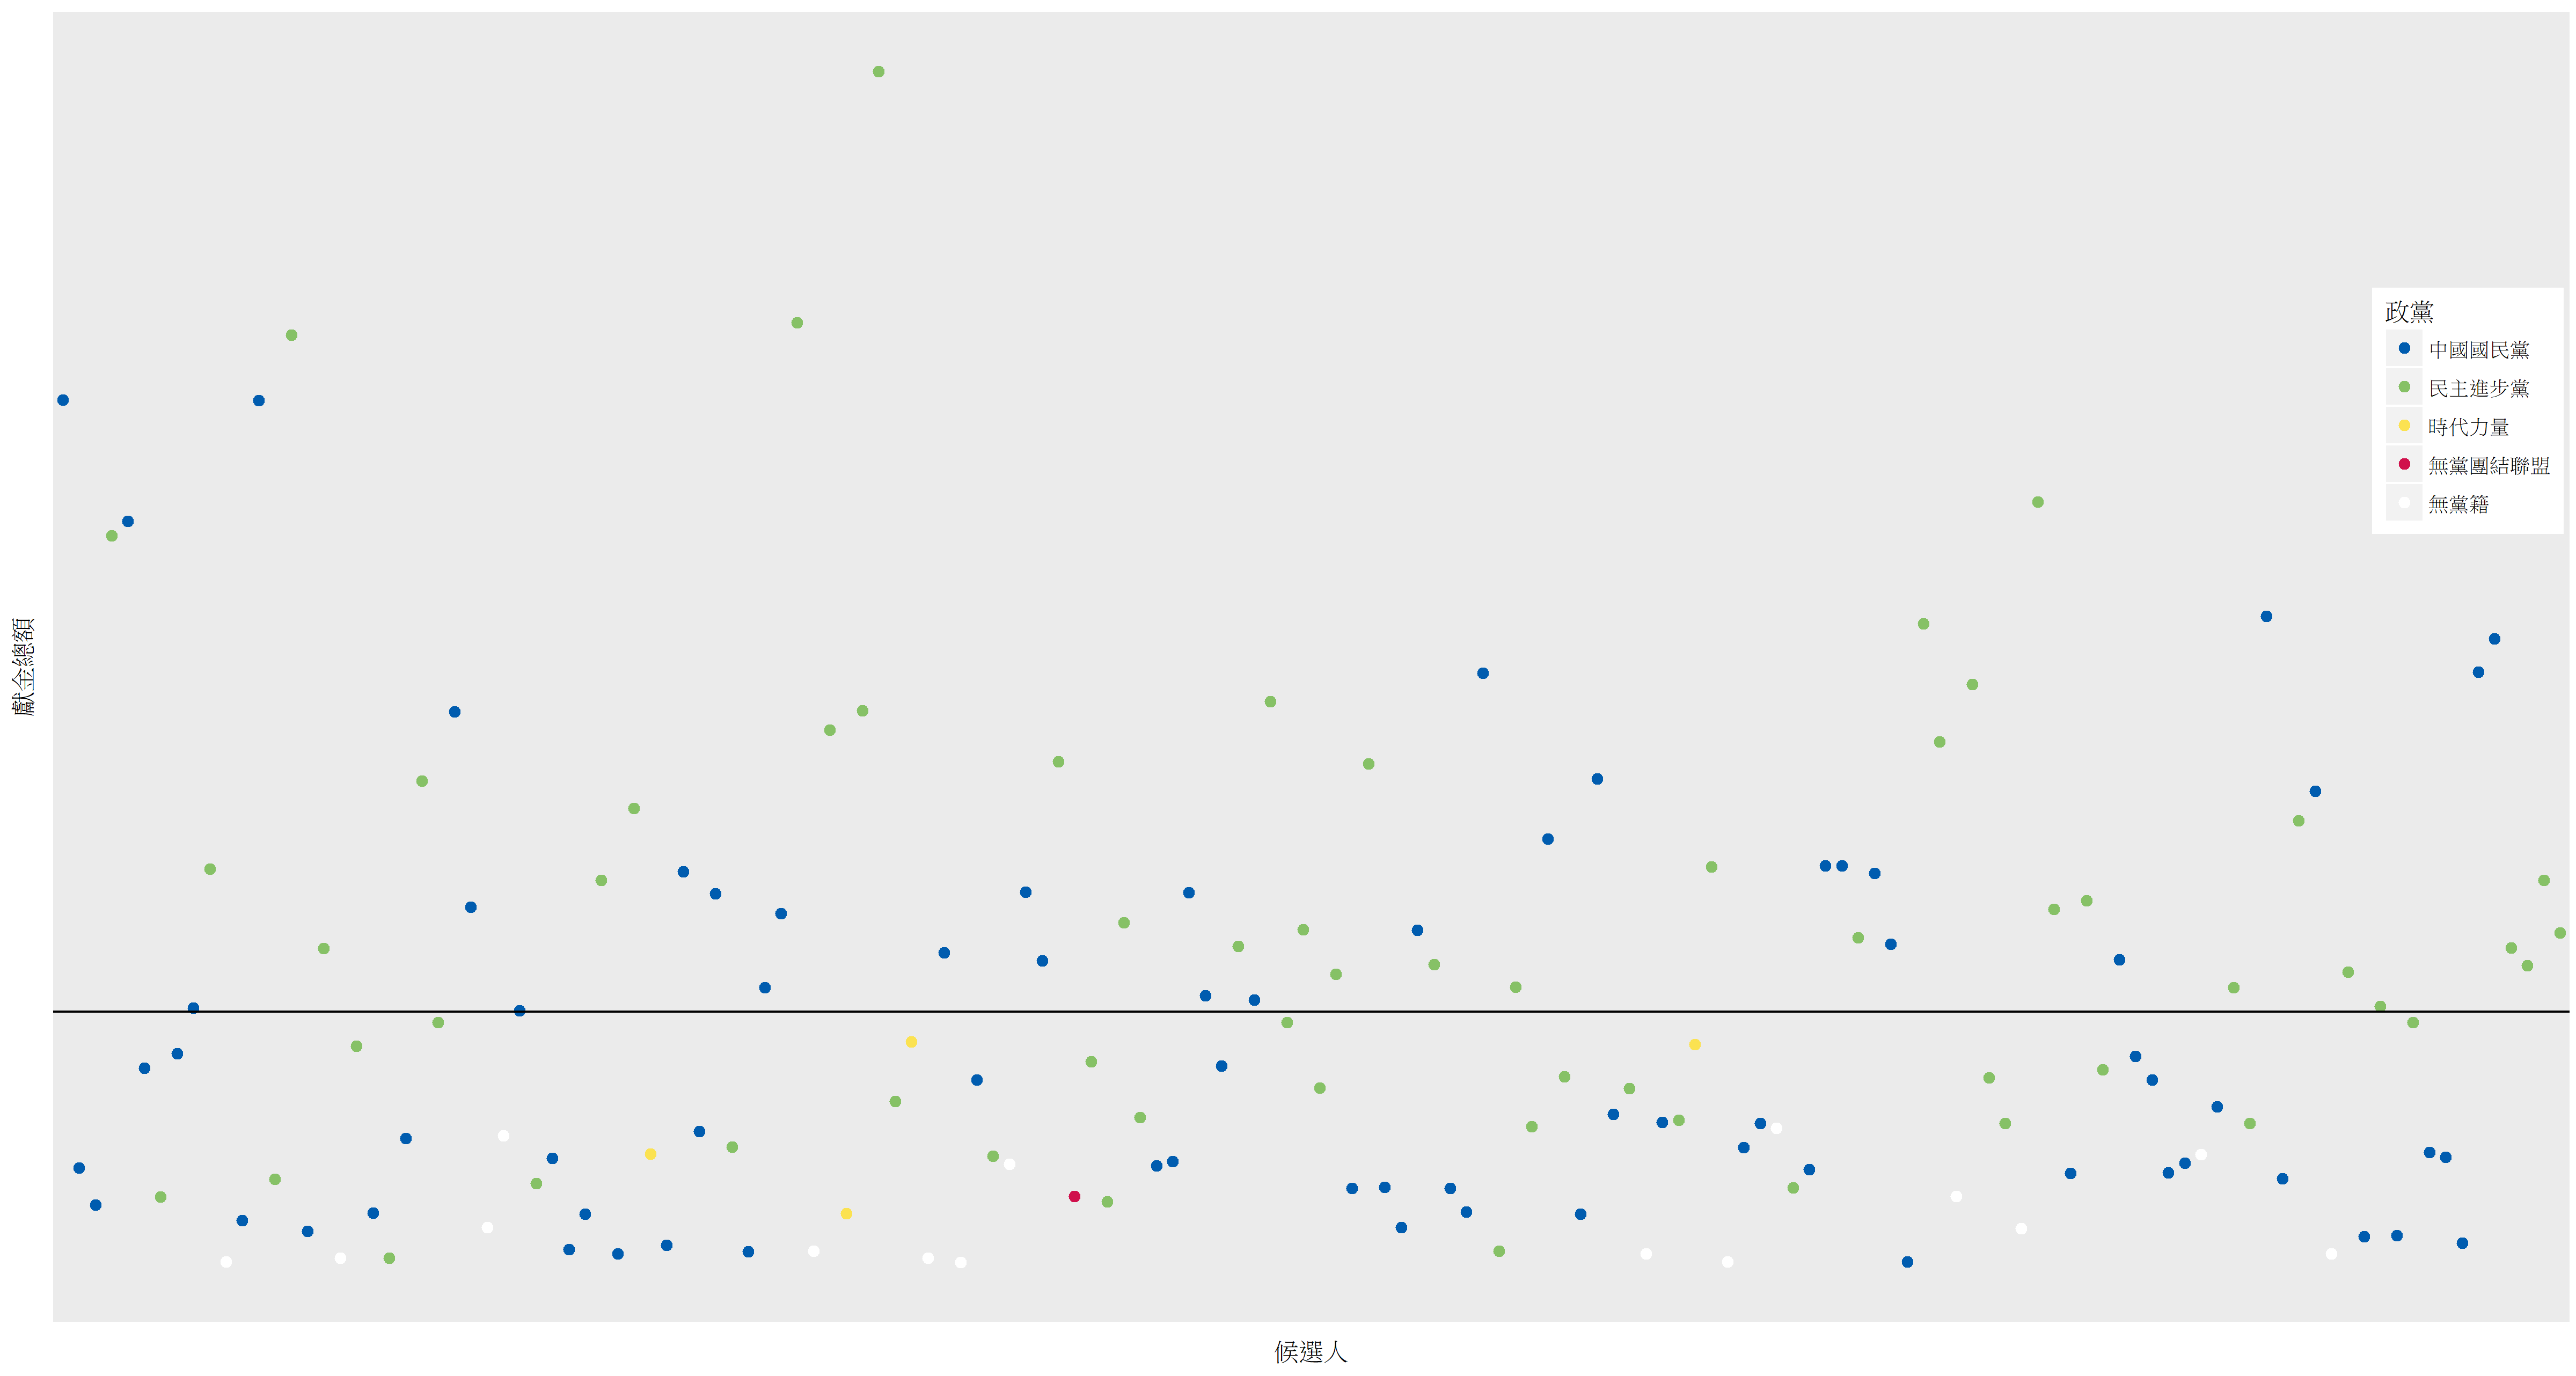 獻金總額
政黨
中國國民黨
民主進步黨
時代力量
無黨團結聯盟
無黨籍
候選人